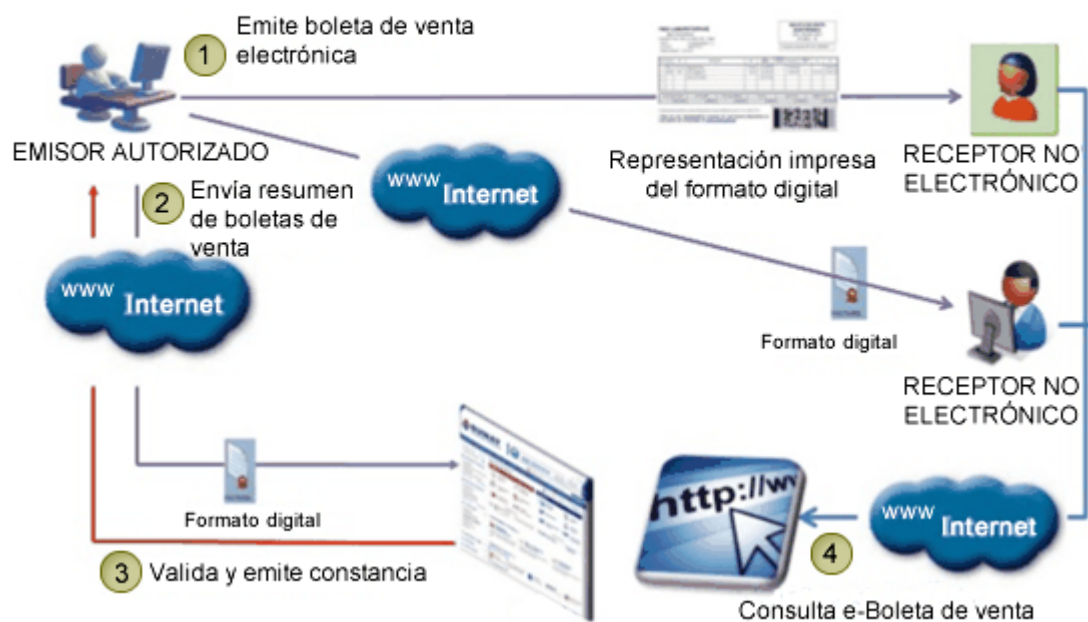 1
Emite boleta de venta
electrónica
EMISOR AUTORIZADO
Representación impresa
del formato digital
RECEPTOR NO
ELECTRÓNICO
2
Envía resumen
de boletas de
venta
www Internet
www Internet
Formato digital
RECEPTOR NO
ELECTRÓNICO
Formato digital
3
Valida y emite constancia
http://ww
4
www Internet
Consulta e-Boleta de venta